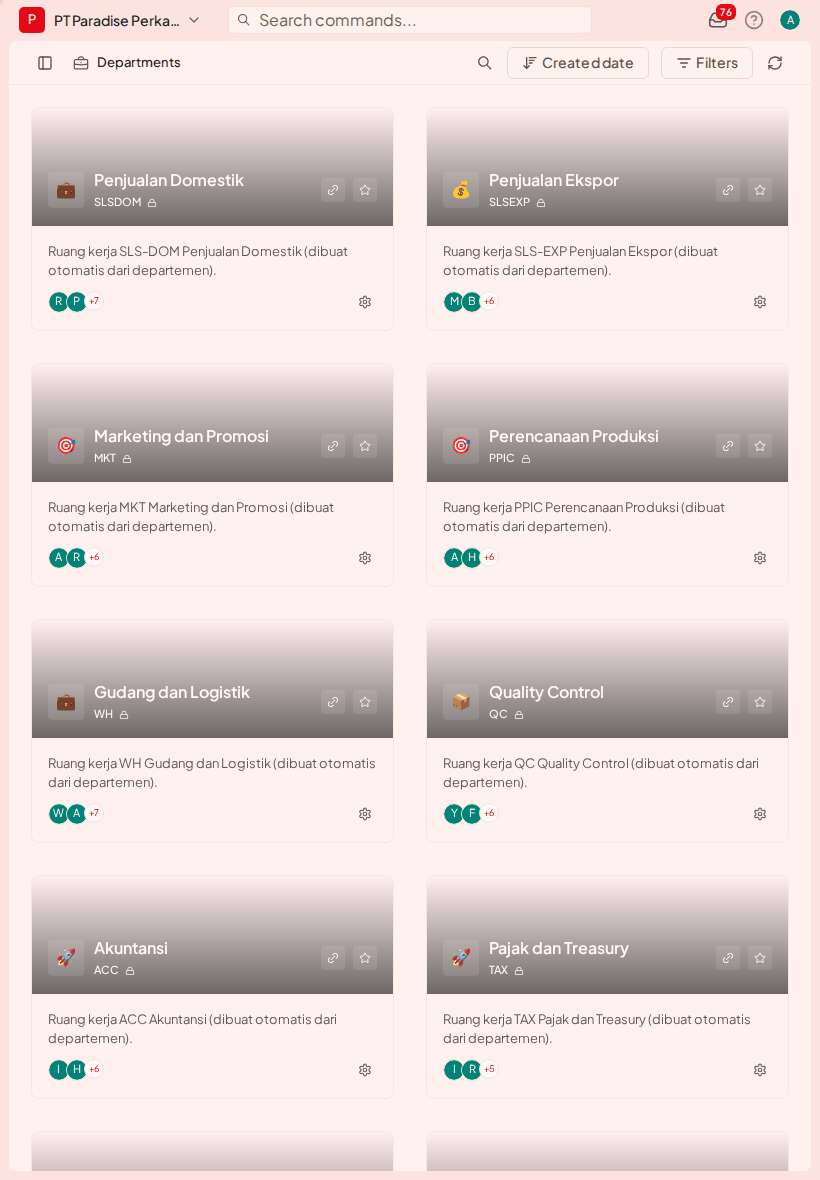 P PT Paradise Perka... Search commands... 76 A
Departments Created date Filters
Penjualan Domestik
SLSDOM
Ruang kerja SLS-DOM Penjualan Domestik (dibuat
otomatis dari departemen).
R P +7
Penjualan Ekspor
SLSEXP
Ruang kerja SLS-EXP Penjualan Ekspor (dibuat
otomatis dari departemen).
M B +6
Marketing dan Promosi
MKT
Ruang kerja MKT Marketing dan Promosi (dibuat
otomatis dari departemen).
A R +6
Perencanaan Produksi
PPIC
Ruang kerja PPIC Perencanaan Produksi (dibuat
otomatis dari departemen).
A H +6
Gudang dan Logistik
WH
Ruang kerja WH Gudang dan Logistik (dibuat otomatis
dari departemen).
W A +7
Quality Control
QC
Ruang kerja QC Quality Control (dibuat otomatis dari
departemen).
Y F +6
Akuntansi
ACC
Ruang kerja ACC Akuntansi (dibuat otomatis dari
departemen).
I H +6
Pajak dan Treasury
TAX
Ruang kerja TAX Pajak dan Treasury (dibuat otomatis
dari departemen).
I R +5